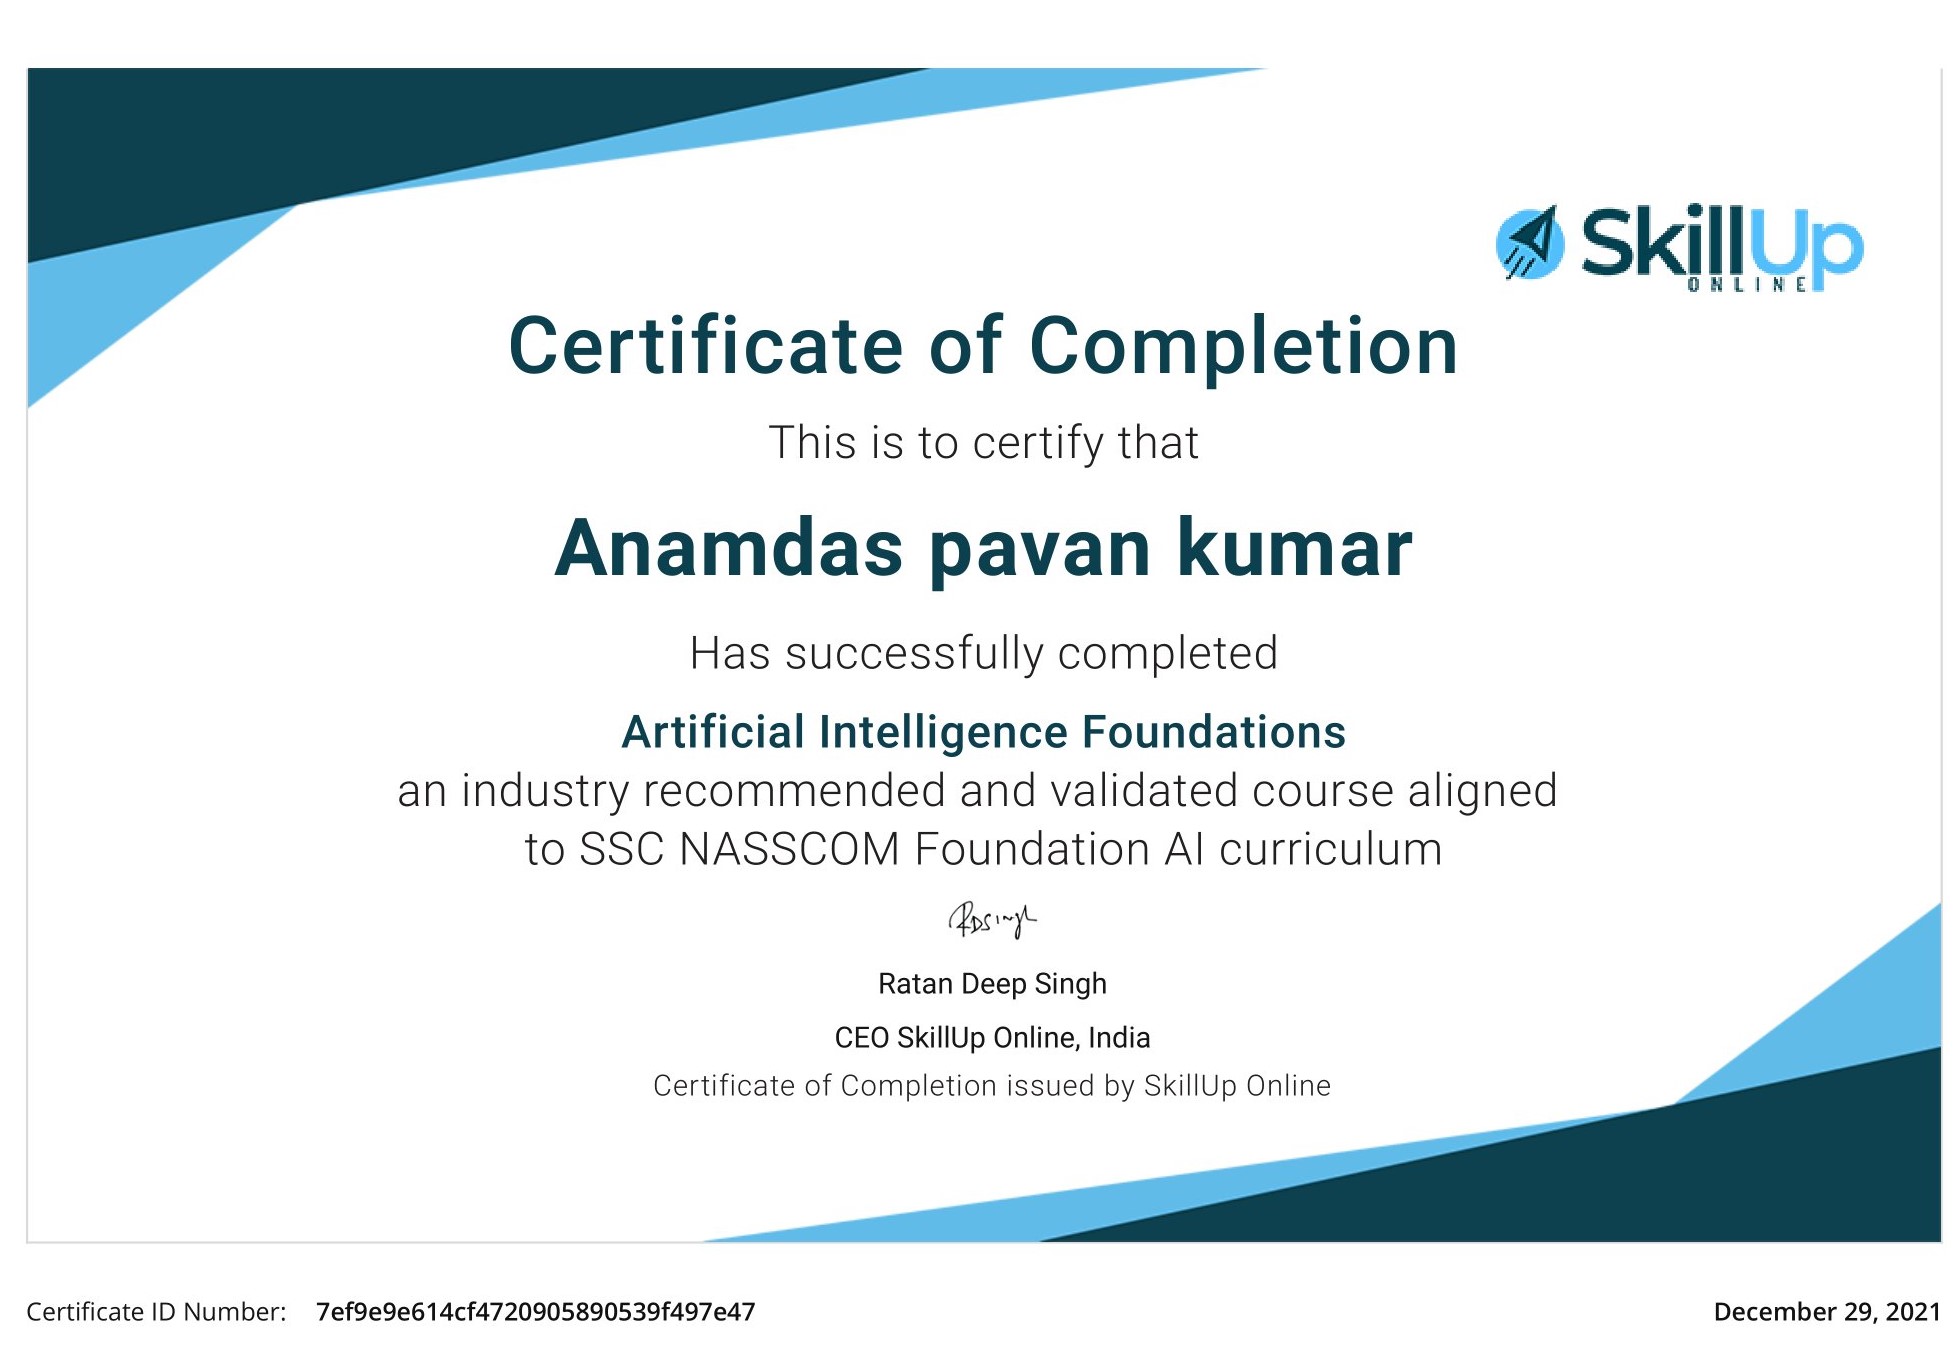 SkillUp
ONLINE
Certificate of Completion
This is to certify that
Anamdas pavan kumar
Has successfully completed
Artificial Intelligence Foundations
an industry recommended and validated course aligned
to SSC NASSCOM Foundation AI curriculum
RDSingh
Ratan Deep Singh
CEO SkillUp Online, India
Certificate of Completion issued by SkillUp Online
Certificate ID Number: 7ef9e9e614cf4720905890539f497e47
December 29, 2021